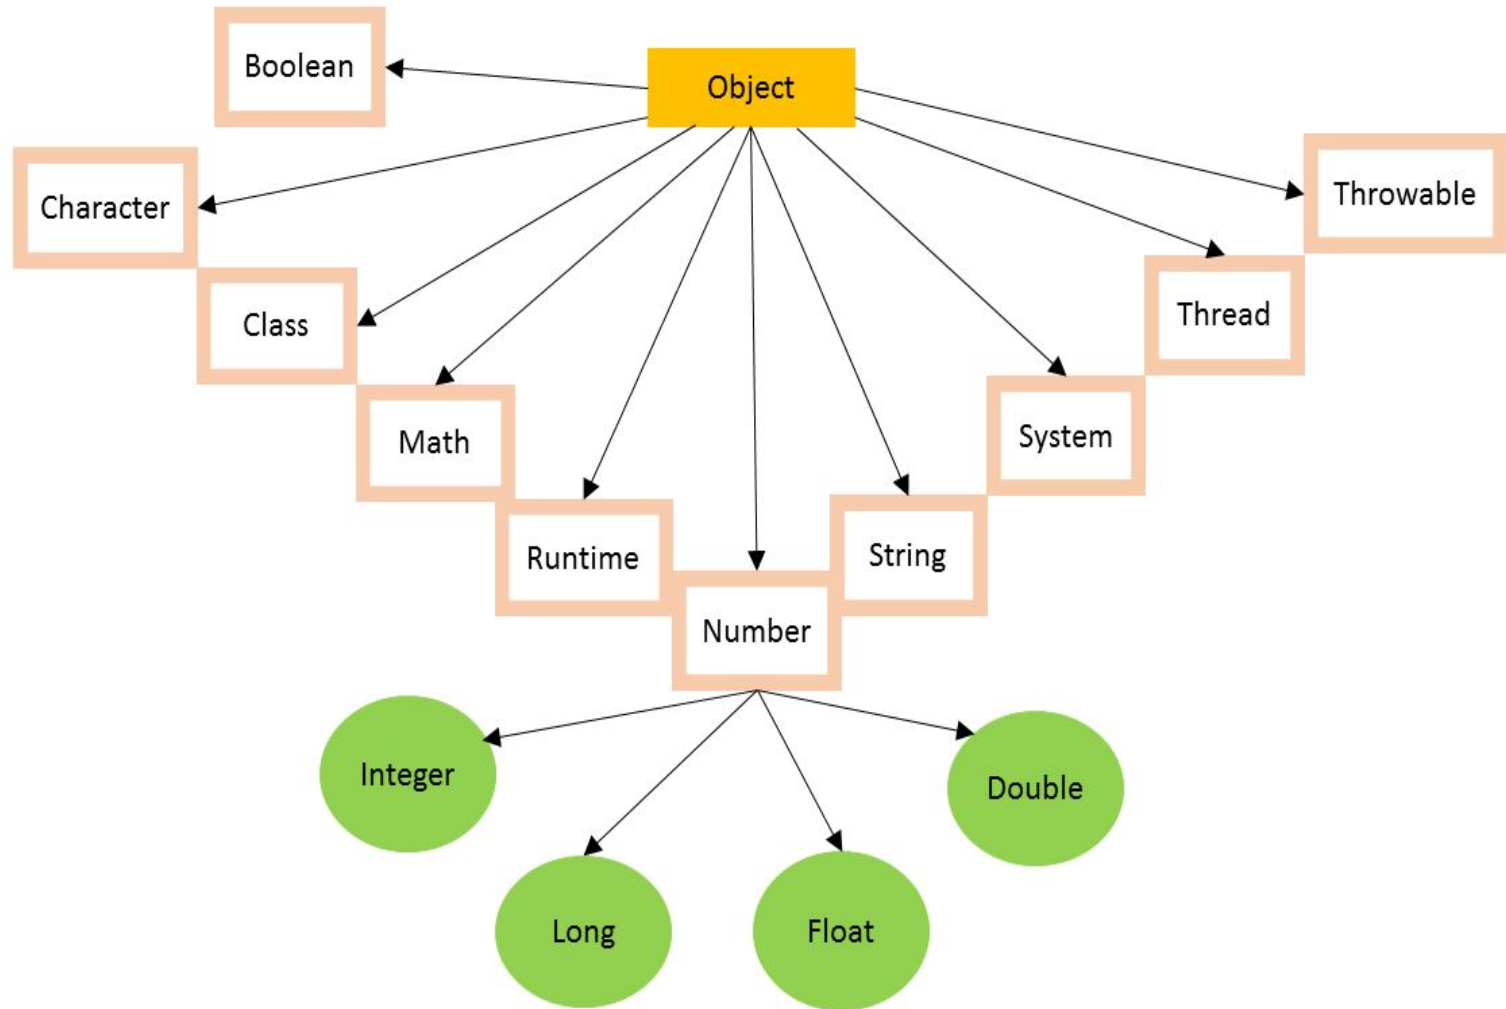 Boolean
Object
Character
Throwable
Class
Thread
Math
System
Runtime
String
Number
Integer
Double
Long
Float